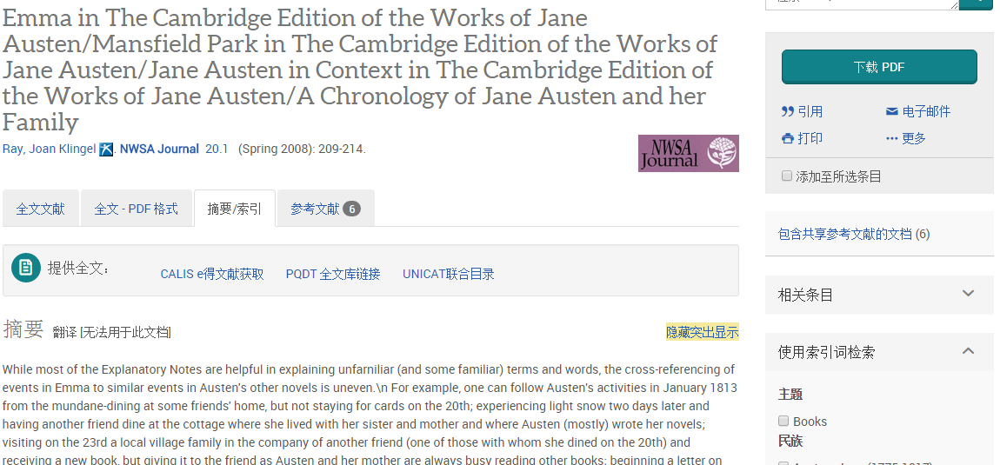 Emma in The Cambridge Edition of the Works of Jane
Austen/Mansfield Park in The Cambridge Edition of the Works of
Jane Austen/Jane Austen in Context in The Cambridge Edition of
the Works of Jane Austen/A Chronology of Jane Austen and her
Family
Ray, Joan Klingel . NWSA Journal 20.1 (Spring 2008): 209-214.
NWSA
Journal
全文文献
全文 - PDF 格式
摘要/索引
参考文献 6
提供全文：
CALIS e得文献获取
PQDT 全文库链接
UNICAT联合目录
摘要 翻译 [无法用于此文档]
隐藏突出显示
While most of the Explanatory Notes are helpful in explaining unfarniliar (and some familiar) terms and words, the cross-referencing of
events in Emma to similar events in Austen's other novels is uneven.\n For example, one can follow Austen's activities in January 1813
from the mundane-dining at some friends' home, but not staying for cards on the 20th; experiencing light snow two days later and
having another friend dine at the cottage where she lived with her sister and mother and where Austen (mostly) wrote her novels;
visiting on the 23rd a local village family in the company of another friend (one of those with whom she dined on the 20th) and
receiving a new book, but giving it to the friend as Austen and her mother are always busy reading other books; beginning a letter on
下载 PDF
引用
电子邮件
打印
更多
添加至所选条目
包含共享参考文献的文档 (6)
相关条目
使用索引词检索
主题
Books
民族